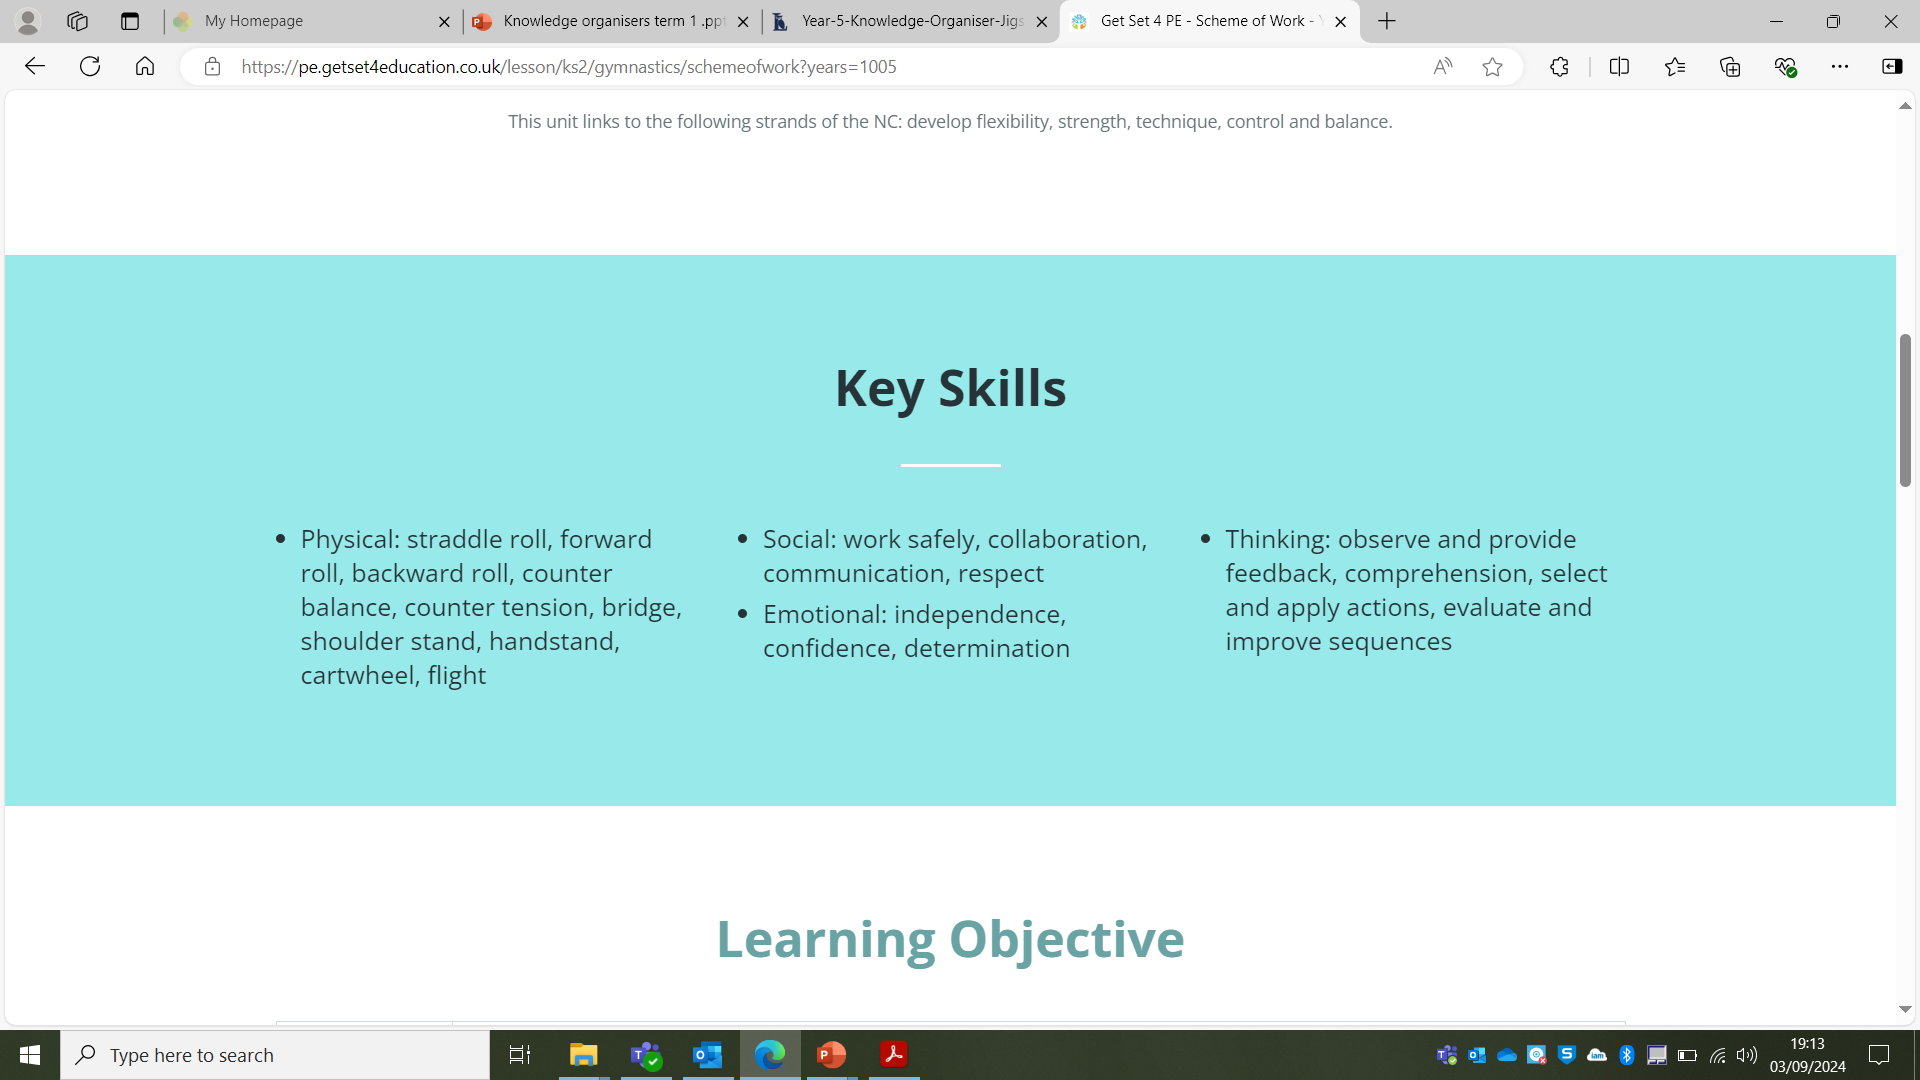 My Homepage
Knowledge organisers term 1 .ppt
Year-5-Knowledge-Organiser-Jigs
Get Set 4 PE - Scheme of Work -
https://pe.getset4education.co.uk/lesson/ks2/gymnastics/schemeofwork?years=1005
This unit links to the following strands of the NC: develop flexibility, strength, technique, control and balance.
Key Skills
Physical: straddle roll, forward
roll, backward roll, counter
balance, counter tension, bridge,
shoulder stand, handstand,
cartwheel, flight
Social: work safely, collaboration,
communication, respect
Emotional: independence,
confidence, determination
Thinking: observe and provide
feedback, comprehension, select
and apply actions, evaluate and
improve sequences
Learning Objective
Type here to search
19:13
03/09/2024